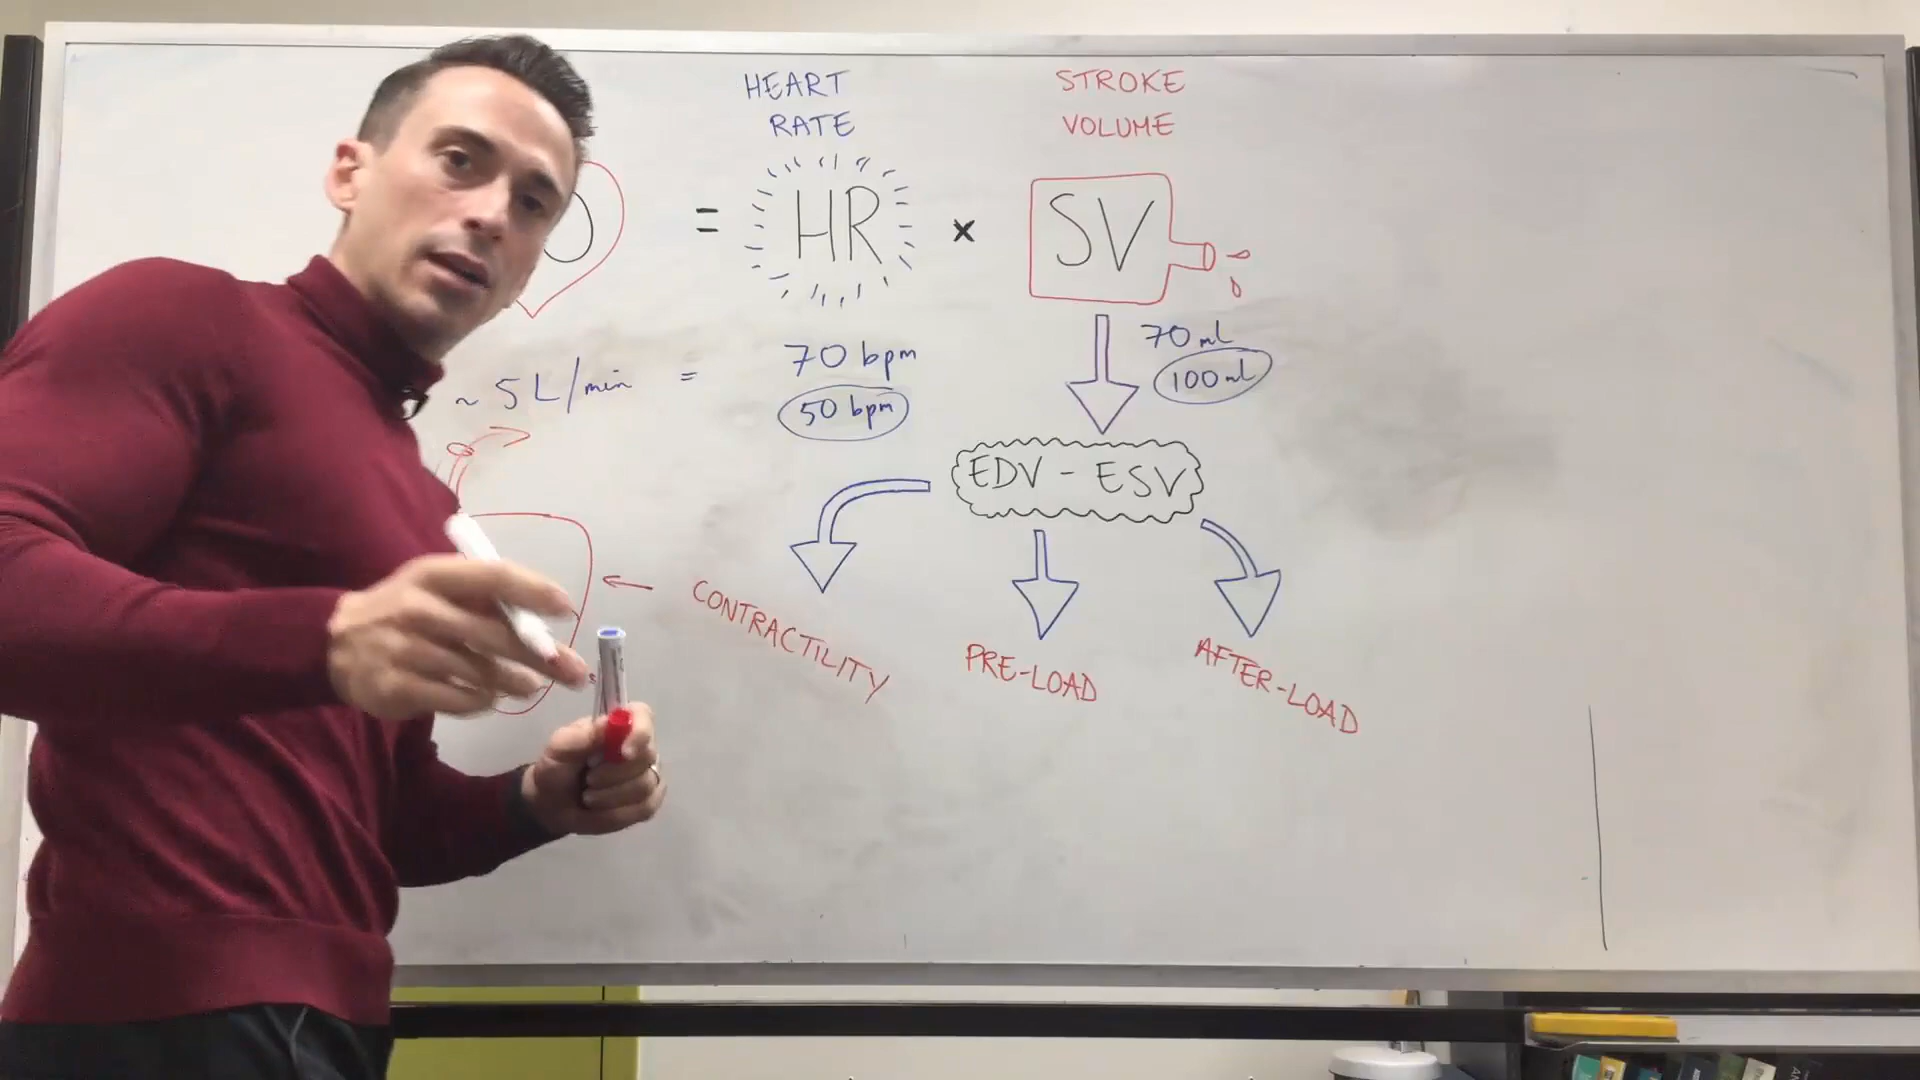 HEART
RATE
STROKE
VOLUME
O = HR × SV
~ 5 L/min = 70 bpm
50 bpm
70 ml
100 ml
EDV - ESV
CONTRACTILITY
PRE-LOAD
AFTER-LOAD